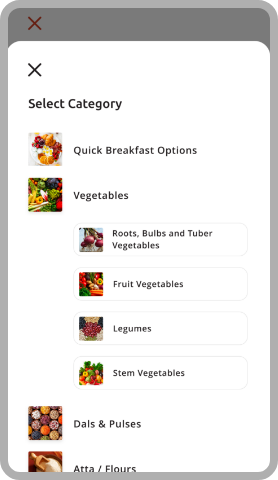 Select Category
Quick Breakfast Options
Vegetables
Roots, Bulbs and Tuber
Vegetables
Fruit Vegetables
Legumes
Stem Vegetables
Dals & Pulses
Atta / Flours